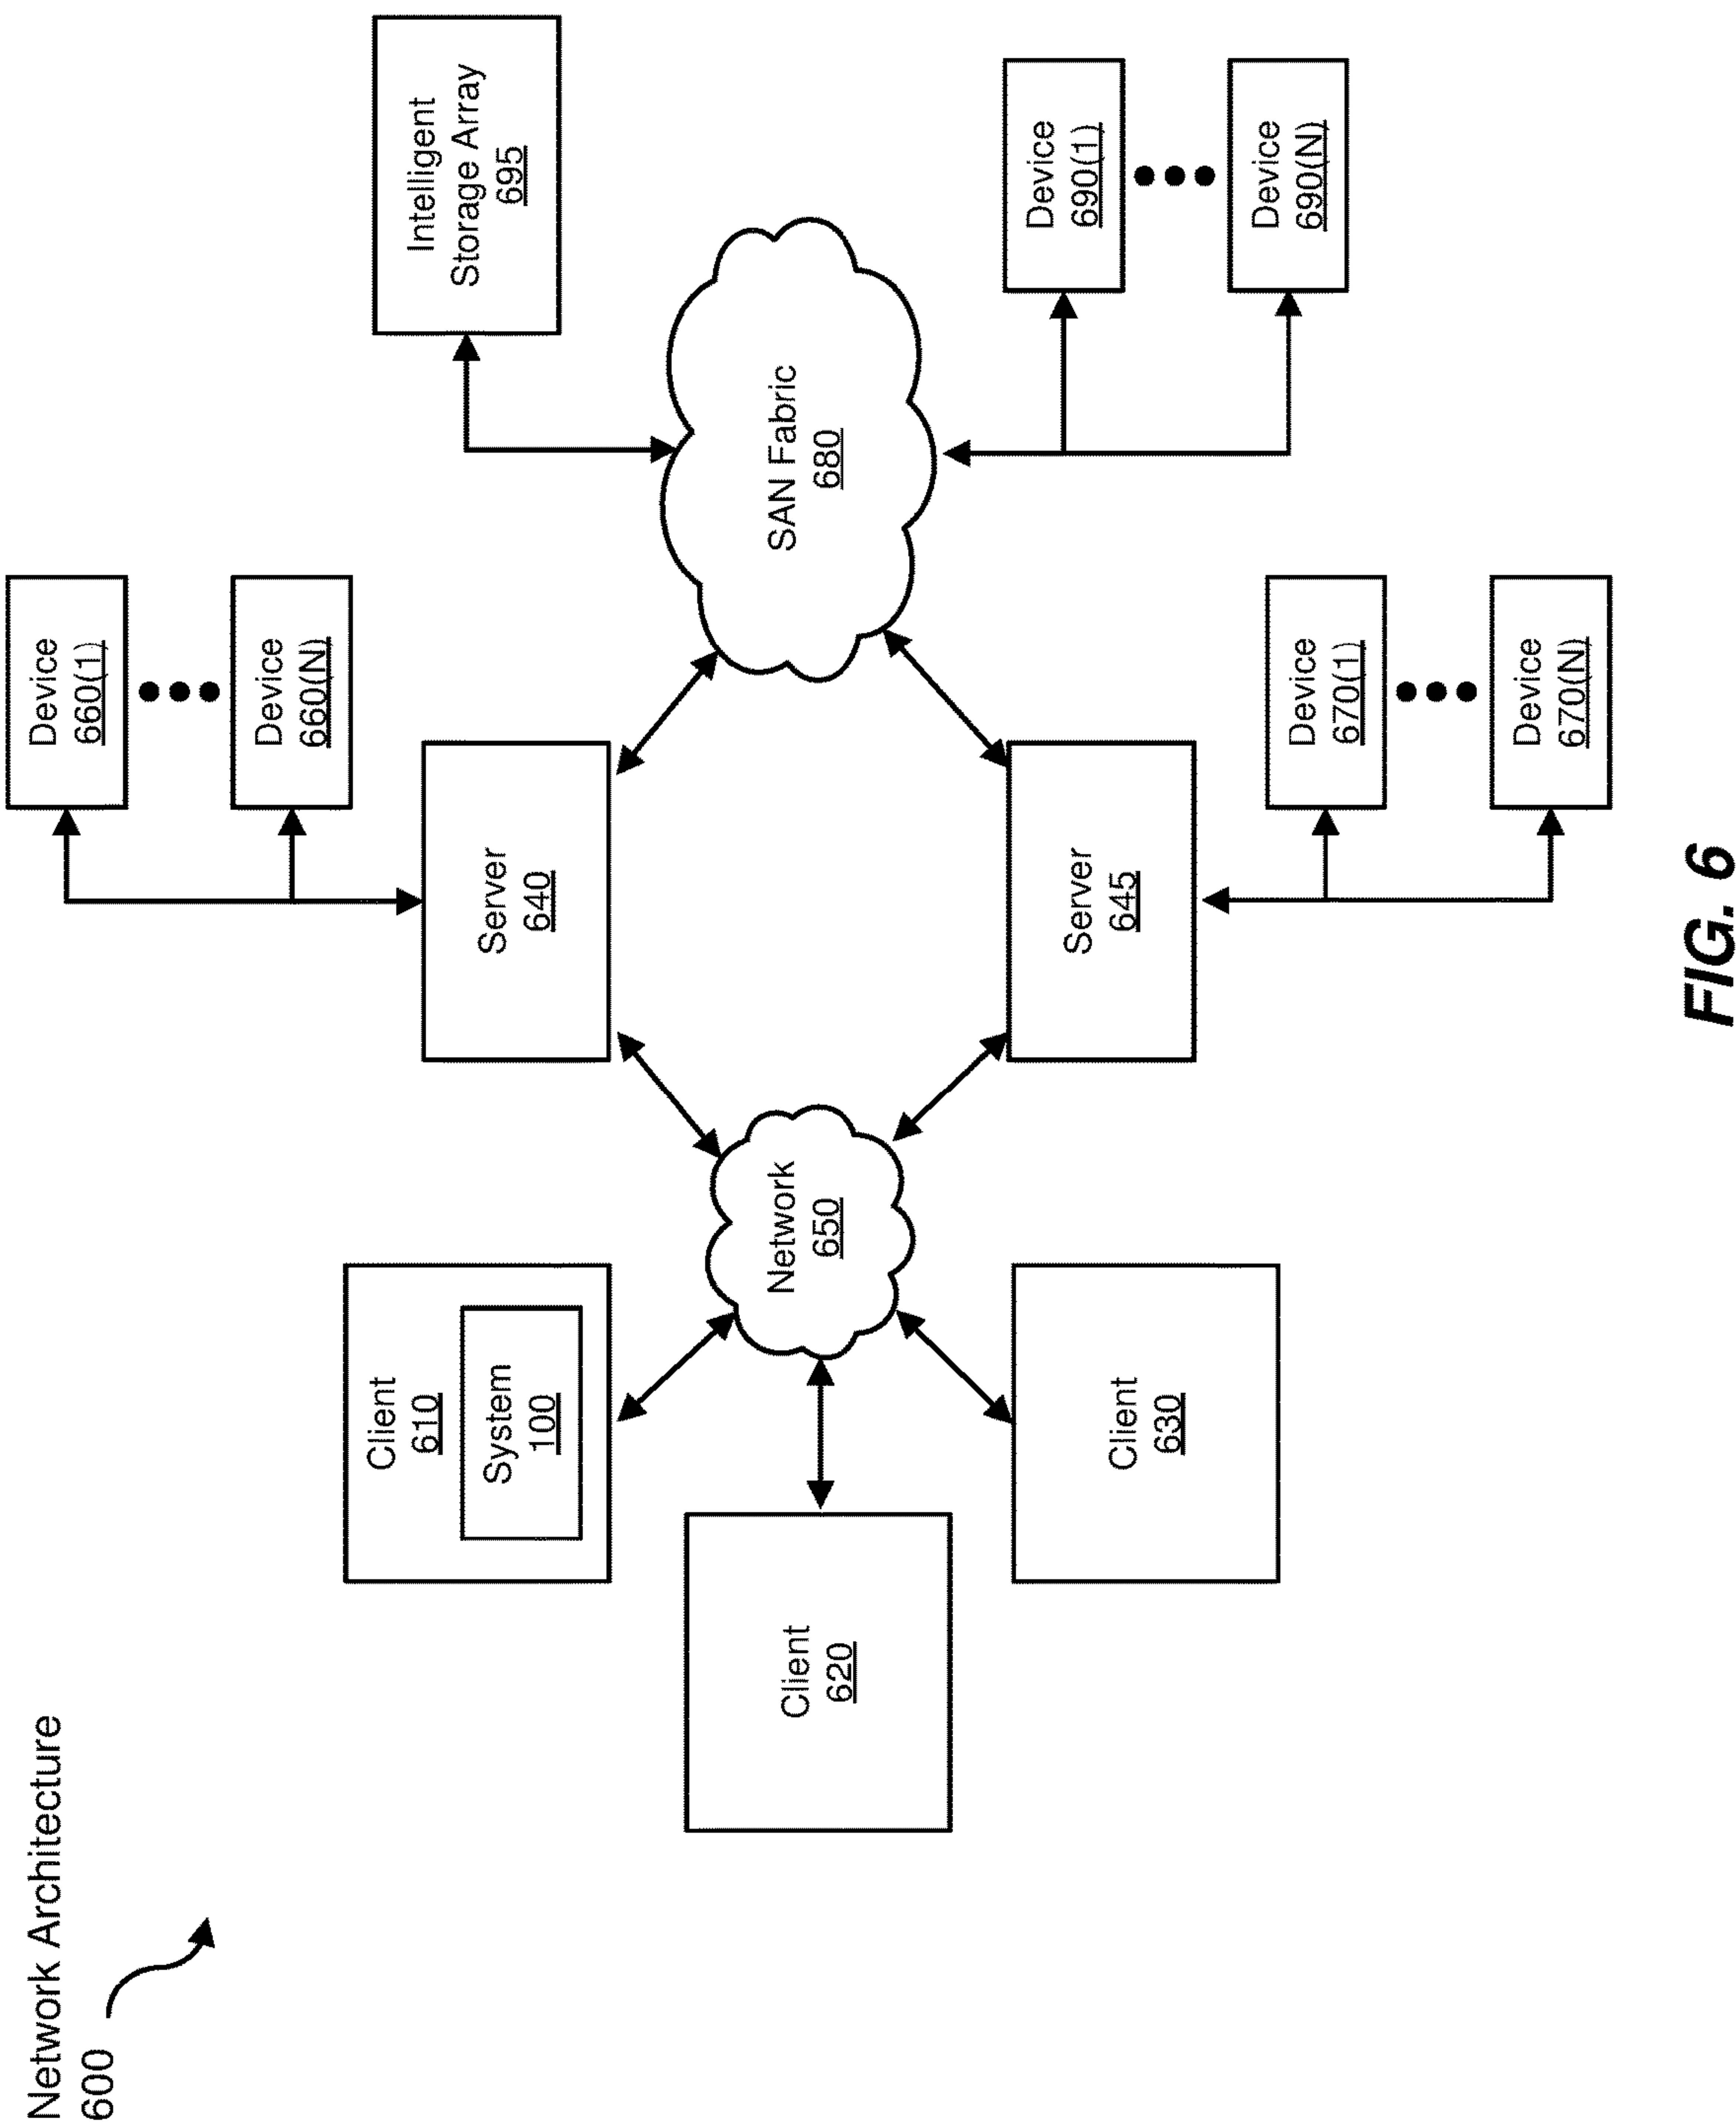 Network Architecture
600
Device
660(1)
Device
660(N)
Intelligent
Storage Array
695
Client
610
System
100
Server
640
Client
620
Network
650
SAN Fabric
680
Client
630
Server
645
Device
690(1)
Device
690(N)
Device
670(1)
Device
670(N)
FIG. 6